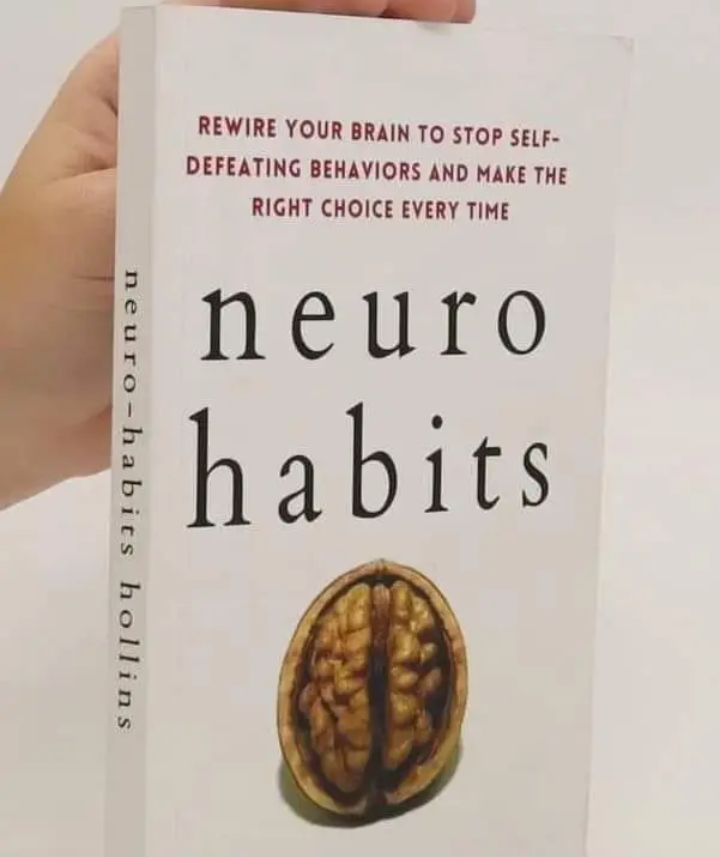 REWIRE YOUR BRAIN TO STOP SELF-
DEFEATING BEHAVIORS AND MAKE THE
RIGHT CHOICE EVERY TIME
neuro
habits
neuro-habits hollins